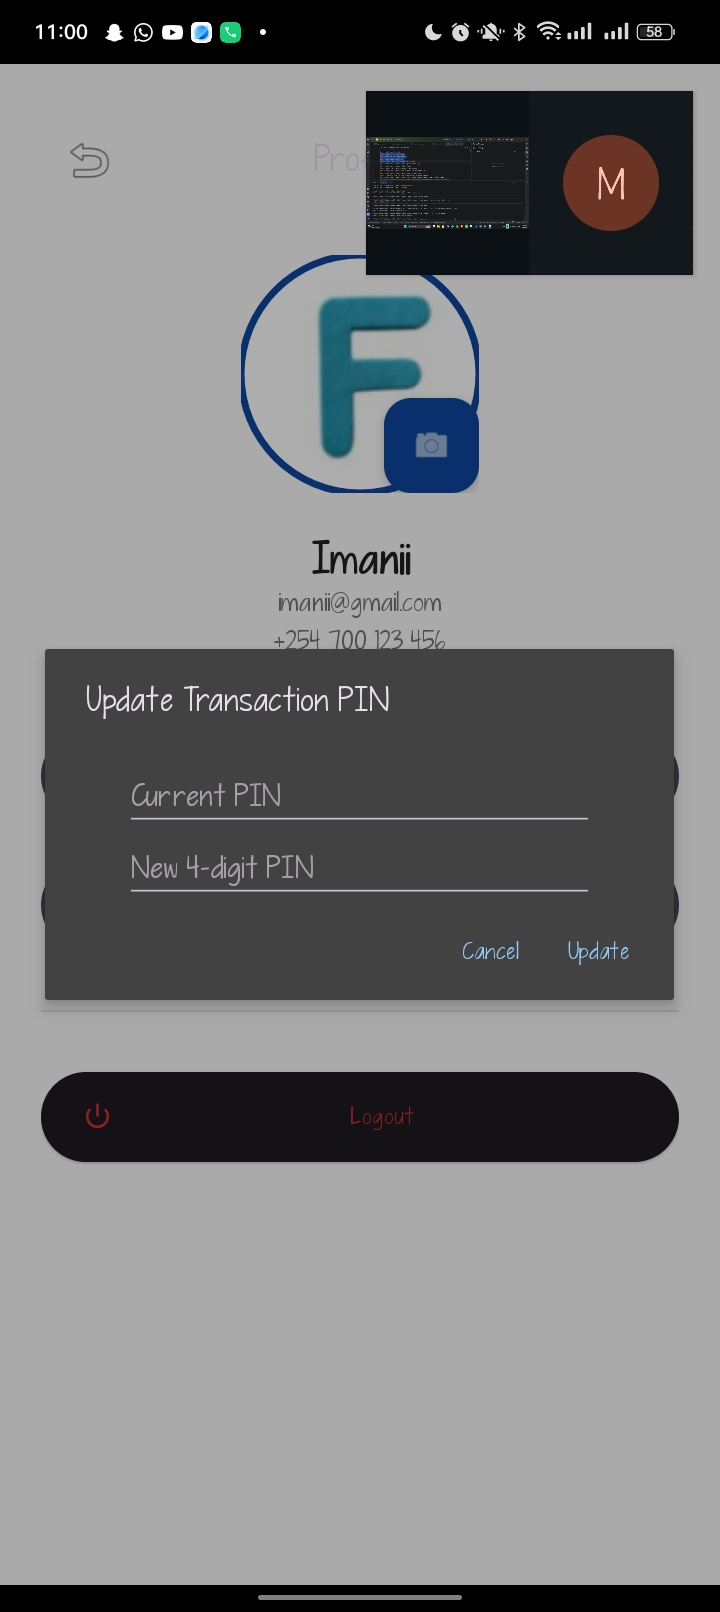 11:00
58
Pro
M
F
Imanii
imanii@gmail.com
+254 700 123 456
Update Transaction PIN
Current PIN
New 4-digit PIN
Cancel
Update
Logout